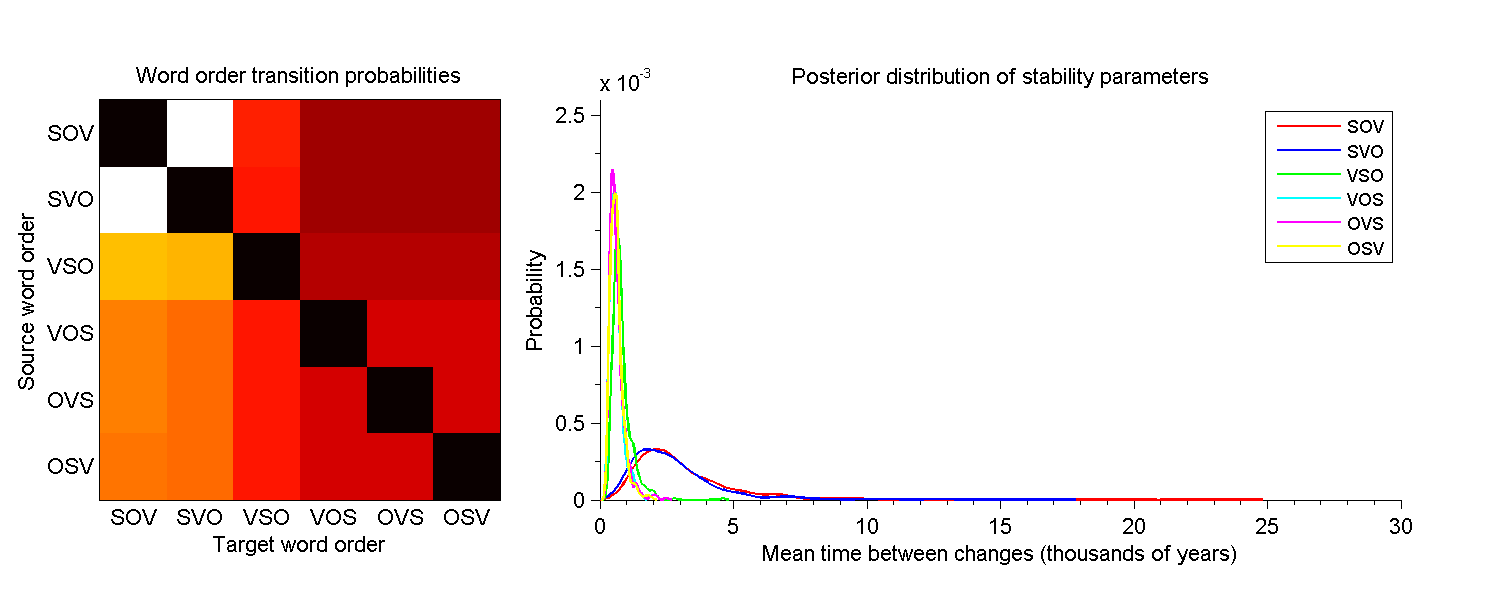 Word order transition probabilities
SOV
SVO
VSO
VOS
OVS
OSV
Source word order
SOV SVO VSO VOS OVS OSV
Target word order
Posterior distribution of stability parameters
x 10-3
2.5
2
1.5
1
0.5
0
Probability
0 5 10 15 20 25 30
Mean time between changes (thousands of years)
SOV
SVO
VSO
VOS
OVS
OSV